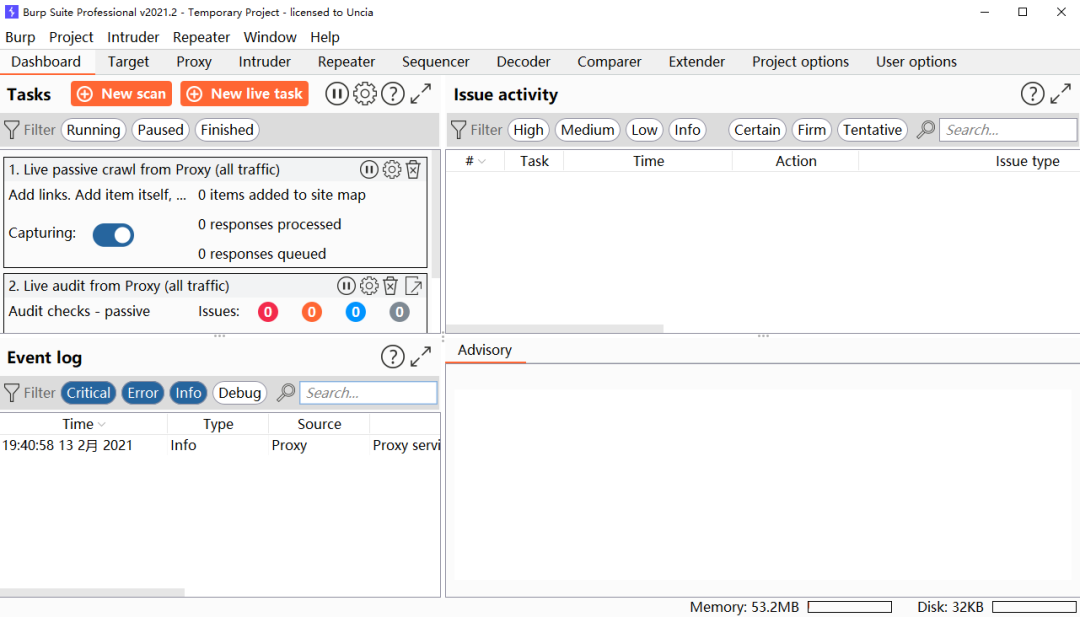 Burp Suite Professional v2021.2 - Temporary Project - licensed to Uncia
Burp Project Intruder Repeater Window Help
Dashboard Target Proxy Intruder Repeater Sequencer Decoder Comparer Extender Project options User options
Tasks New scan New live task
Filter Running Paused Finished
1. Live passive crawl from Proxy (all traffic)
Add links. Add item itself, ... 0 items added to site map
0 responses processed
Capturing:
0 responses queued
2. Live audit from Proxy (all traffic)
Audit checks - passive Issues: 0 0 0 0
Issue activity
Filter High Medium Low Info Certain Firm Tentative Search...
# Task Time Action Issue type
Event log
Filter Critical Error Info Debug Search...
Time Type Source
19:40:58 13 2月 2021 Info Proxy Proxy servi
Advisory
Memory: 53.2MB Disk: 32KB